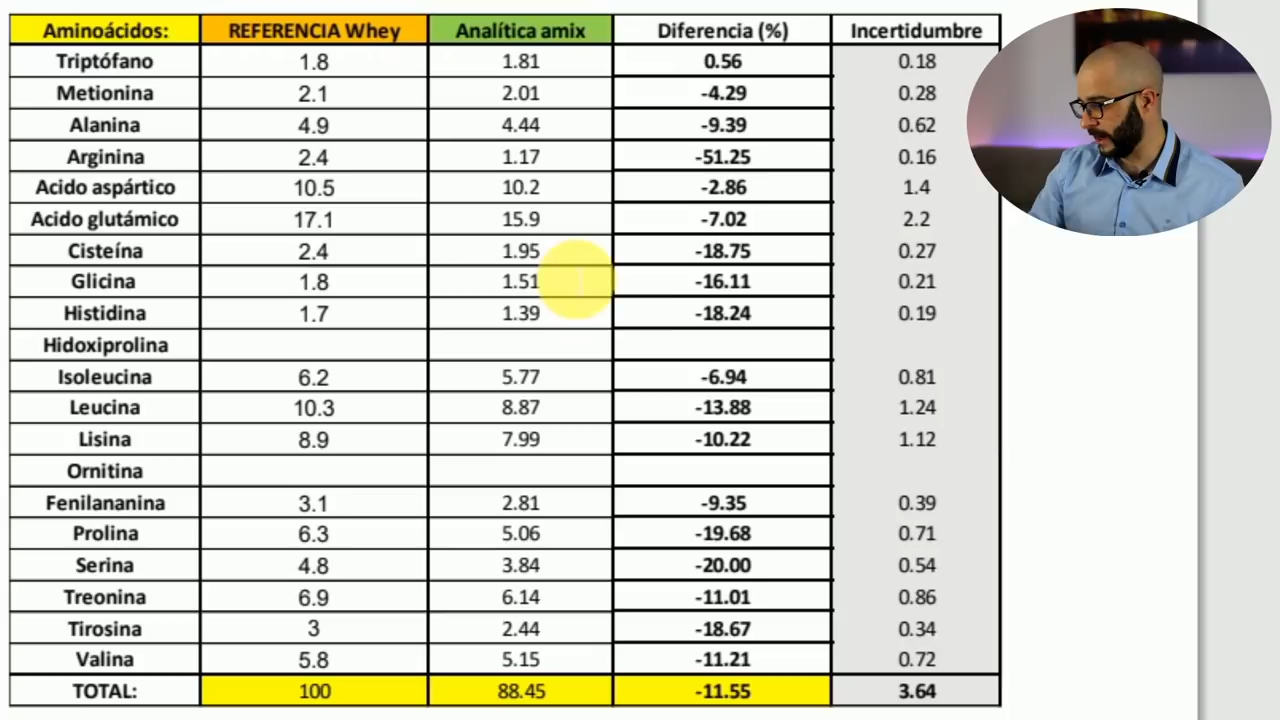 Aminoácidos: REFERENCIA Whey Analítica amix Diferencia (%) Incertidumbre
Triptófano 1.8 1.81 0.56 0.18
Metionina 2.1 2.01 -4.29 0.28
Alanina 4.9 4.44 -9.39 0.62
Arginina 2.4 1.17 -51.25 0.16
Acido aspártico 10.5 10.2 -2.86 1.4
Acido glutámico 17.1 15.9 -7.02 2.2
Cisteína 2.4 1.95 -18.75 0.27
Glicina 1.8 1.51 -16.11 0.21
Histidina 1.7 1.39 -18.24 0.19
Hidoxiprolina
Isoleucina 6.2 5.77 -6.94 0.81
Leucina 10.3 8.87 -13.88 1.24
Lisina 8.9 7.99 -10.22 1.12
Ornitina
Fenilananina 3.1 2.81 -9.35 0.39
Prolina 6.3 5.06 -19.68 0.71
Serina 4.8 3.84 -20.00 0.54
Treonina 6.9 6.14 -11.01 0.86
Tirosina 3 2.44 -18.67 0.34
Valina 5.8 5.15 -11.21 0.72
TOTAL: 100 88.45 -11.55 3.64